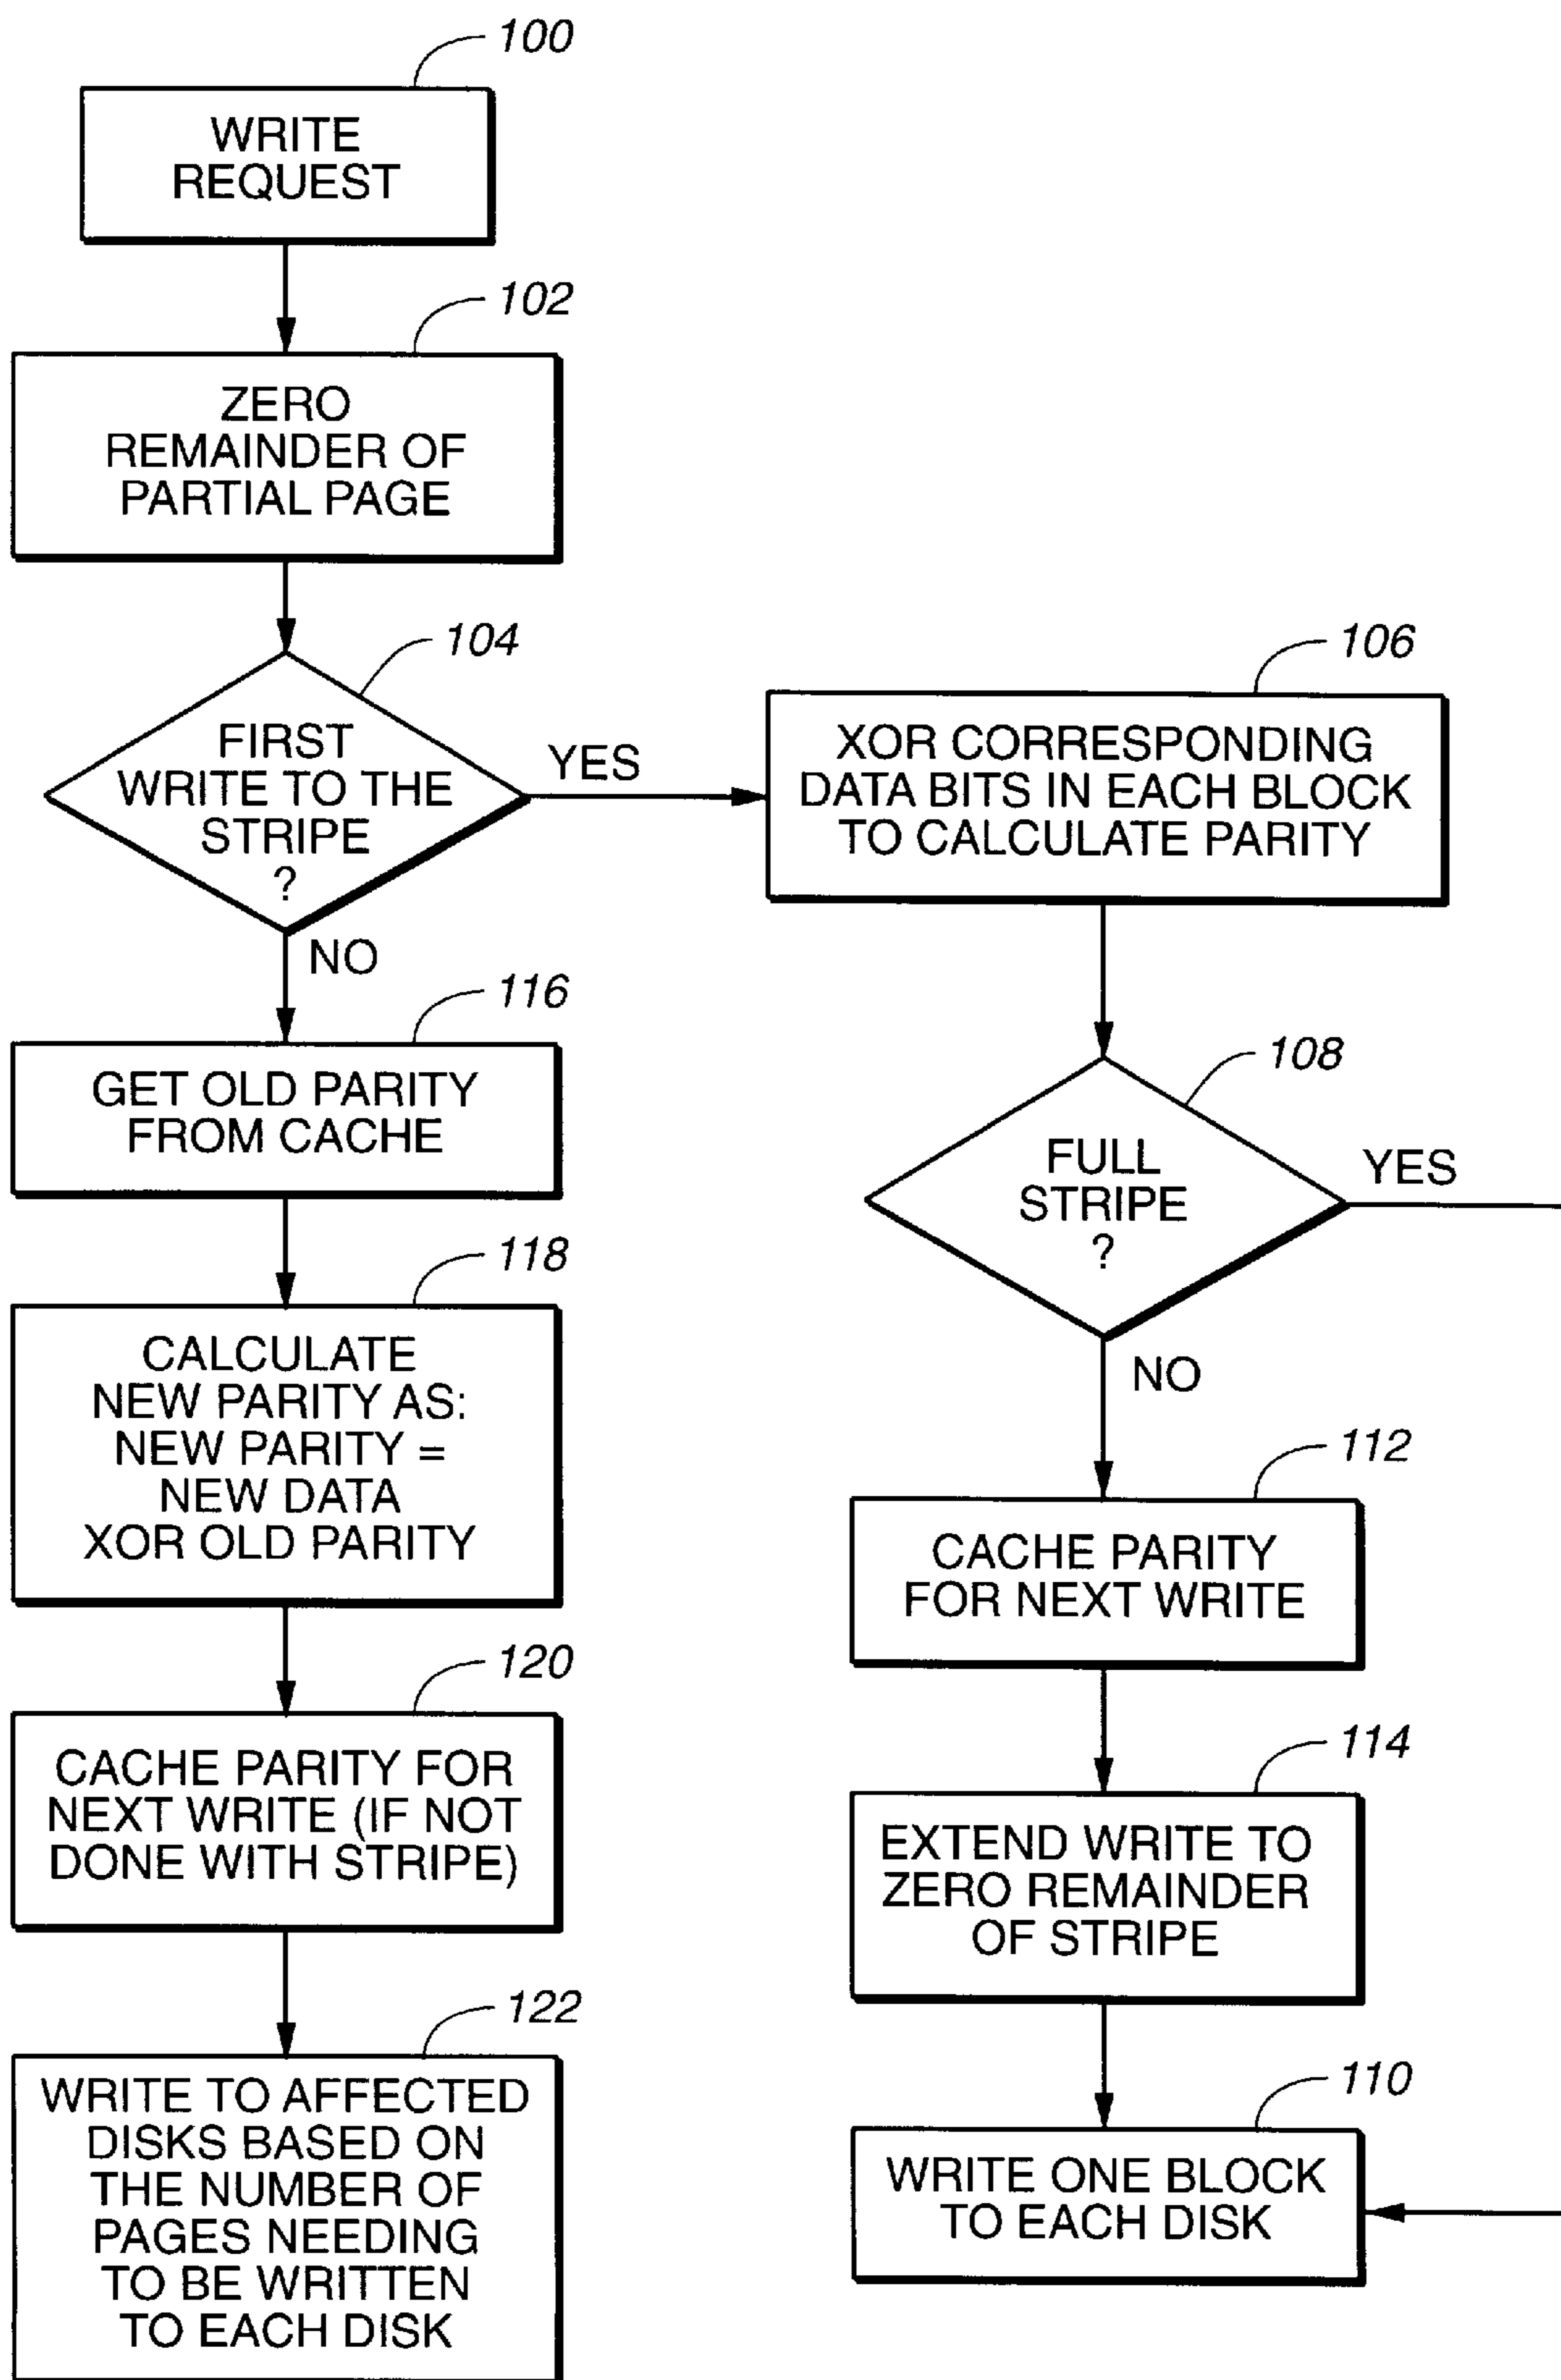 100
WRITE
REQUEST
102
ZERO
REMAINDER OF
PARTIAL PAGE
104
FIRST
WRITE TO THE
STRIPE
?
YES
NO
106
XOR CORRESPONDING
DATA BITS IN EACH BLOCK
TO CALCULATE PARITY
108
FULL
STRIPE
?
YES
NO
112
CACHE PARITY
FOR NEXT WRITE
114
EXTEND WRITE TO
ZERO REMAINDER
OF STRIPE
110
WRITE ONE BLOCK
TO EACH DISK
116
GET OLD PARITY
FROM CACHE
118
CALCULATE
NEW PARITY AS:
NEW PARITY =
NEW DATA
XOR OLD PARITY
120
CACHE PARITY FOR
NEXT WRITE (IF NOT
DONE WITH STRIPE)
122
WRITE TO AFFECTED
DISKS BASED ON
THE NUMBER OF
PAGES NEEDING
TO BE WRITTEN
TO EACH DISK